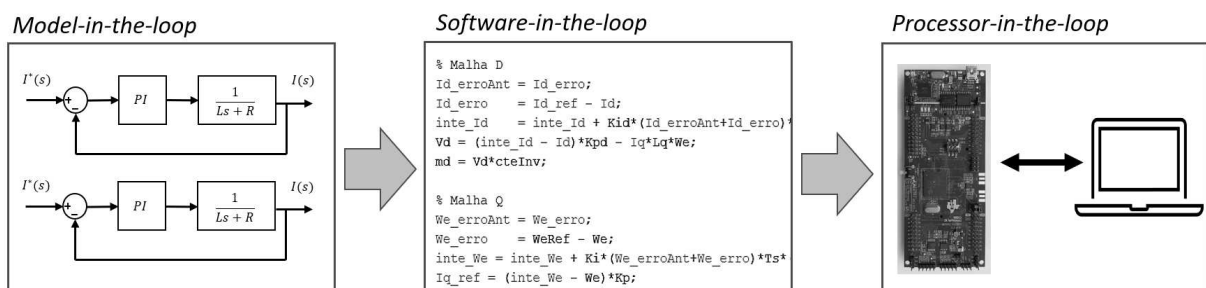 Model-in-the-loop
I*(s)
+
−
PI
1
Ls + R
I(s)
I*(s)
+
−
PI
1
Ls + R
I(s)
Software-in-the-loop
% Malha D
Id_erroAnt = Id_erro;
Id_erro = Id_ref - Id;
inte_Id = inte_Id + Kid*(Id_erroAnt+Id_erro)*
Vd = (inte_Id - Id)*Kpd - Iq*Lq*We;
md = Vd*cteInv;
% Malha Q
We_erroAnt = We_erro;
We_erro = WeRef - We;
inte_We = inte_We + Ki*(We_erroAnt+We_erro)*Ts*
Iq_ref = (inte_We - We)*Kp;
Processor-in-the-loop